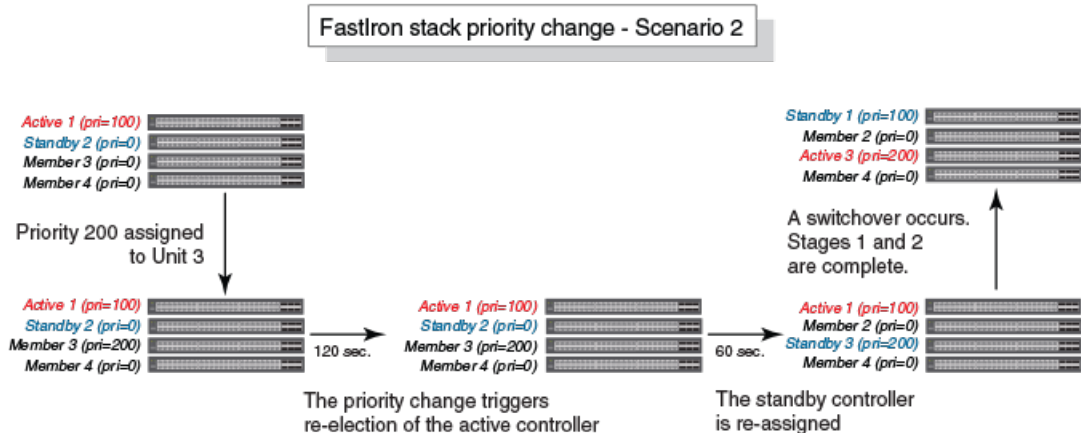 FastIron stack priority change - Scenario 2
Active 1 (pri=100)
Standby 2 (pri=0)
Member 3 (pri=0)
Member 4 (pri=0)
Priority 200 assigned
to Unit 3
Active 1 (pri=100)
Standby 2 (pri=0)
Member 3 (pri=200)
Member 4 (pri=0)
120 sec.
Active 1 (pri=100)
Standby 2 (pri=0)
Member 3 (pri=200)
Member 4 (pri=0)
The priority change triggers
re-election of the active controller
60 sec.
Active 1 (pri=100)
Member 2 (pri=0)
Standby 3 (pri=200)
Member 4 (pri=0)
The standby controller
is re-assigned
A switchover occurs.
Stages 1 and 2
are complete.
Standby 1 (pri=100)
Member 2 (pri=0)
Active 3 (pri=200)
Member 4 (pri=0)